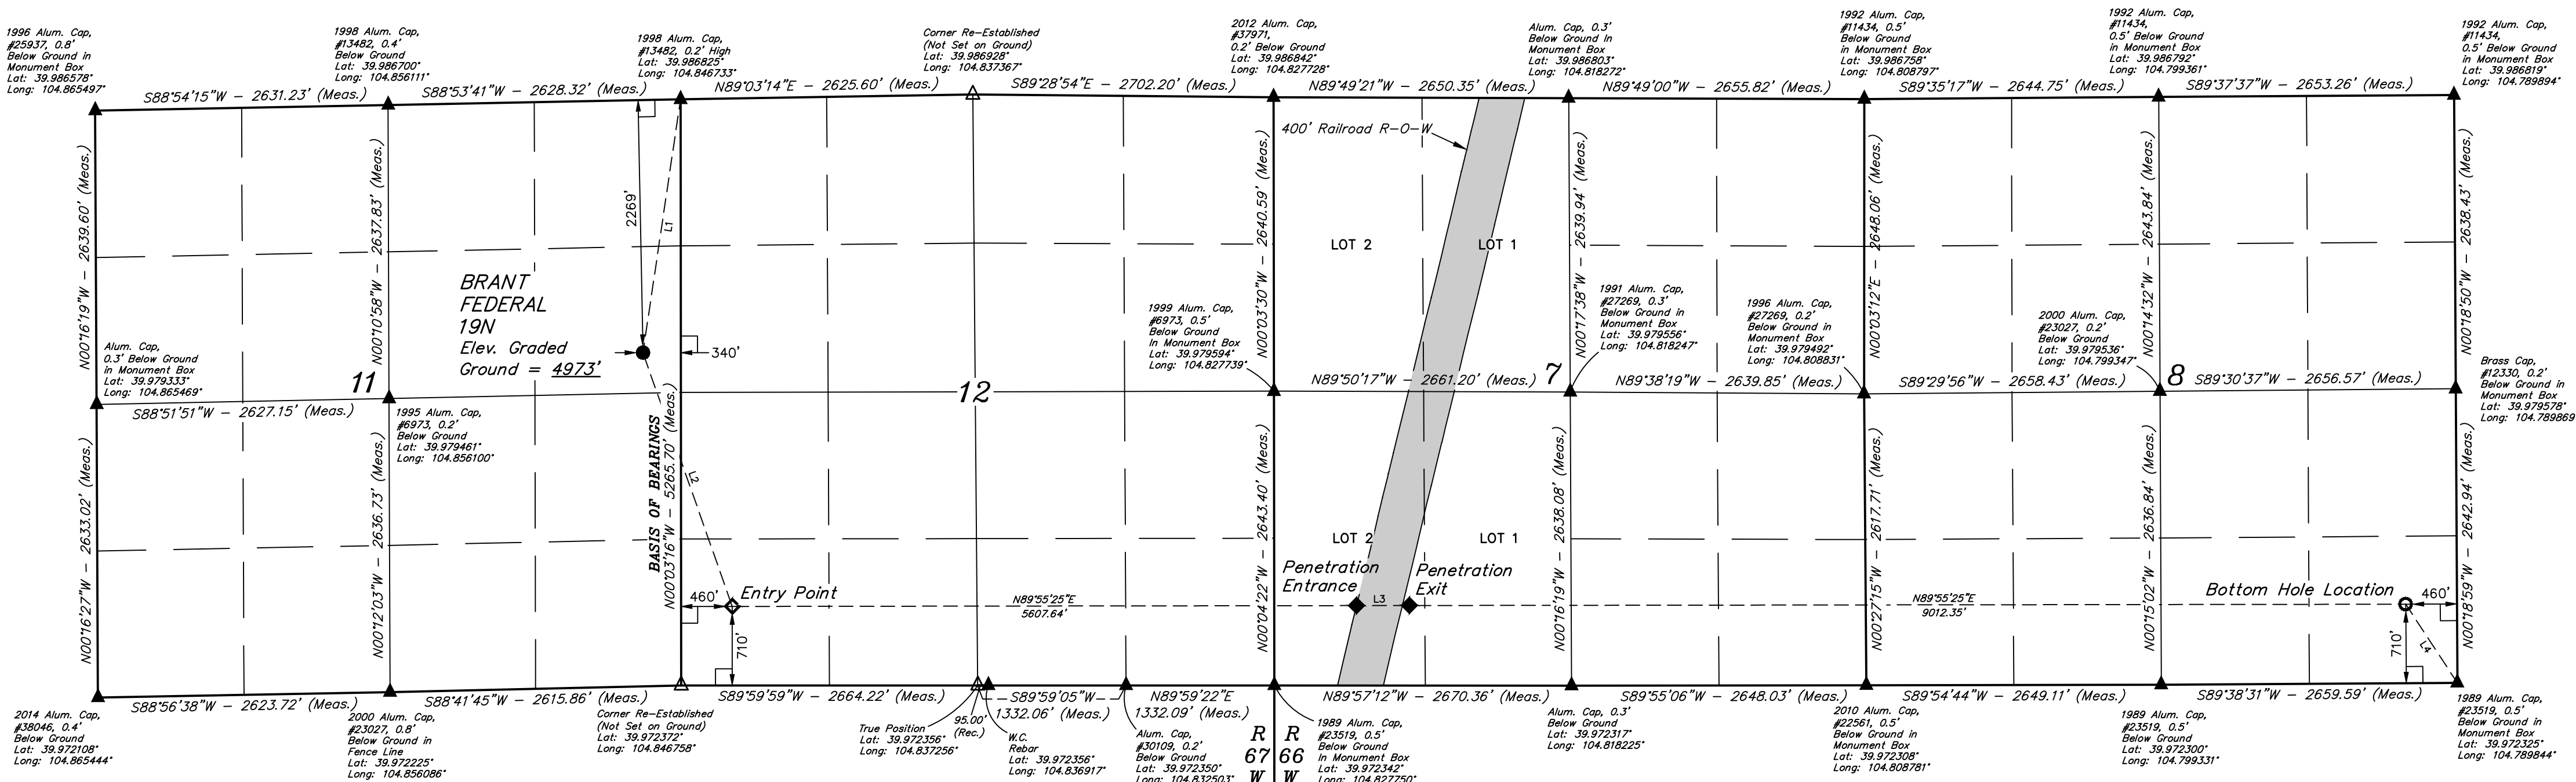 1996 Alum. Cap,
#25937, 0.8'
Below Ground in
Monument Box
Lat: 39.986578°
Long: 104.865497°
1998 Alum. Cap,
#13482, 0.4'
Below Ground
Lat: 39.986700°
Long: 104.856111°
1998 Alum. Cap,
#13482, 0.2' High
Lat: 39.986825°
Long: 104.846733°
Corner Re-Established
(Not Set on Ground)
Lat: 39.986928°
Long: 104.837367°
2012 Alum. Cap,
#37971,
0.2' Below Ground
Lat: 39.986842°
Long: 104.827728°
Alum. Cap, 0.3'
Below Ground In
Monument Box
Lat: 39.986803°
Long: 104.818272°
1992 Alum. Cap,
#11434, 0.5'
Below Ground
in Monument Box
Lat: 39.986758°
Long: 104.808797°
1992 Alum. Cap,
#11434,
0.5' Below Ground
in Monument Box
Lat: 39.986792°
Long: 104.799361°
1992 Alum. Cap,
#11434,
0.5' Below Ground
in Monument Box
Lat: 39.986819°
Long: 104.789894°
S88°54'15"W - 2631.23' (Meas.)
S88°53'41"W - 2628.32' (Meas.)
N89°03'14"E - 2625.60' (Meas.)
S89°28'54"E - 2702.20' (Meas.)
N89°49'21"W - 2650.35' (Meas.)
N89°49'00"W - 2655.82' (Meas.)
S89°35'17"W - 2644.75' (Meas.)
S89°37'37"W - 2653.26' (Meas.)
N00°16'19"W - 2639.60' (Meas.)
N00°10'58"W - 2637.83' (Meas.)
2269'
L1
400' Railroad R-O-W
N00°03'30"W - 2640.59' (Meas.)
LOT 2
LOT 1
N00°17'38"W - 2639.94' (Meas.)
N00°03'12"E - 2648.06' (Meas.)
N00°14'32"W - 2643.84' (Meas.)
N00°18'50"W - 2638.43' (Meas.)
BRANT
FEDERAL
19N
Elev. Graded
Ground = 4973'
340'
Alum. Cap,
0.3' Below Ground
in Monument Box
Lat: 39.979333°
Long: 104.865469°
11
1999 Alum. Cap,
#6973, 0.5'
Below Ground
In Monument Box
Lat: 39.979594°
Long: 104.827739°
1991 Alum. Cap,
#27269, 0.3'
Below Ground in
Monument Box
Lat: 39.979556°
Long: 104.818247°
1996 Alum. Cap,
#27269, 0.2'
Below Ground in
Monument Box
Lat: 39.979492°
Long: 104.808831°
2000 Alum. Cap,
#23027, 0.2'
Below Ground
Lat: 39.979536°
Long: 104.799347°
Brass Cap,
#12330, 0.2'
Below Ground in
Monument Box
Lat: 39.979578°
Long: 104.789869
S88°51'51"W - 2627.15' (Meas.)
12
N89°50'17"W - 2661.20' (Meas.)
7
N89°38'19"W - 2639.85' (Meas.)
S89°29'56"W - 2658.43' (Meas.)
8
S89°30'37"W - 2656.57' (Meas.)
1995 Alum. Cap,
#6973, 0.2'
Below Ground
Lat: 39.979461°
Long: 104.856100°
N00°16'27"W - 2633.02' (Meas.)
N00°12'03"W - 2636.73' (Meas.)
BASIS OF BEARINGS
N00°03'16"W - 5265.70' (Meas.)
L2
N00°04'22"W - 2643.40' (Meas.)
LOT 2
LOT 1
N00°16'19"W - 2638.08' (Meas.)
N00°27'15"W - 2617.71' (Meas.)
N00°15'02"W - 2636.84' (Meas.)
N00°18'59"W - 2642.94' (Meas.)
460'
Entry Point
710'
N89°55'25"E
5607.64'
Penetration
Entrance
L3
Penetration
Exit
N89°55'25"E
9012.35'
Bottom Hole Location
460'
710'
L4
S88°56'38"W - 2623.72' (Meas.)
S88°41'45"W - 2615.86' (Meas.)
S89°59'59"W - 2664.22' (Meas.)
S89°59'05"W
1332.06' (Meas.)
N89°59'22"E
1332.09' (Meas.)
N89°57'12"W - 2670.36' (Meas.)
S89°55'06"W - 2648.03' (Meas.)
S89°54'44"W - 2649.11' (Meas.)
S89°38'31"W - 2659.59' (Meas.)
2014 Alum. Cap,
#38046, 0.4'
Below Ground
Lat: 39.972108°
Long: 104.865444°
2000 Alum. Cap,
#23027, 0.8'
Below Ground in
Fence Line
Lat: 39.972225°
Long: 104.856086°
Corner Re-Established
(Not Set on Ground)
Lat: 39.972372°
Long: 104.846758°
True Position
Lat: 39.972356°
Long: 104.837256°
95.00'
(Rec.)
W.C.
Rebar
Lat: 39.972356°
Long: 104.836917°
Alum. Cap,
#30109, 0.2'
Below Ground
Lat: 39.972350°
Long: 104.832503°
R R
67 66
W W
1989 Alum. Cap,
#23519, 0.5'
Below Ground
In Monument Box
Lat: 39.972342°
Long: 104.827750°
Alum. Cap, 0.3'
Below Ground
Lat: 39.972317°
Long: 104.818225°
2010 Alum. Cap,
#22561, 0.5'
Below Ground in
Monument Box
Lat: 39.972308°
Long: 104.808781°
1989 Alum. Cap,
#23519, 0.5'
Below Ground
Lat: 39.972300°
Long: 104.799331°
1989 Alum. Cap,
#23519, 0.5'
Below Ground in
Monument Box
Lat: 39.972325°
Long: 104.789844°